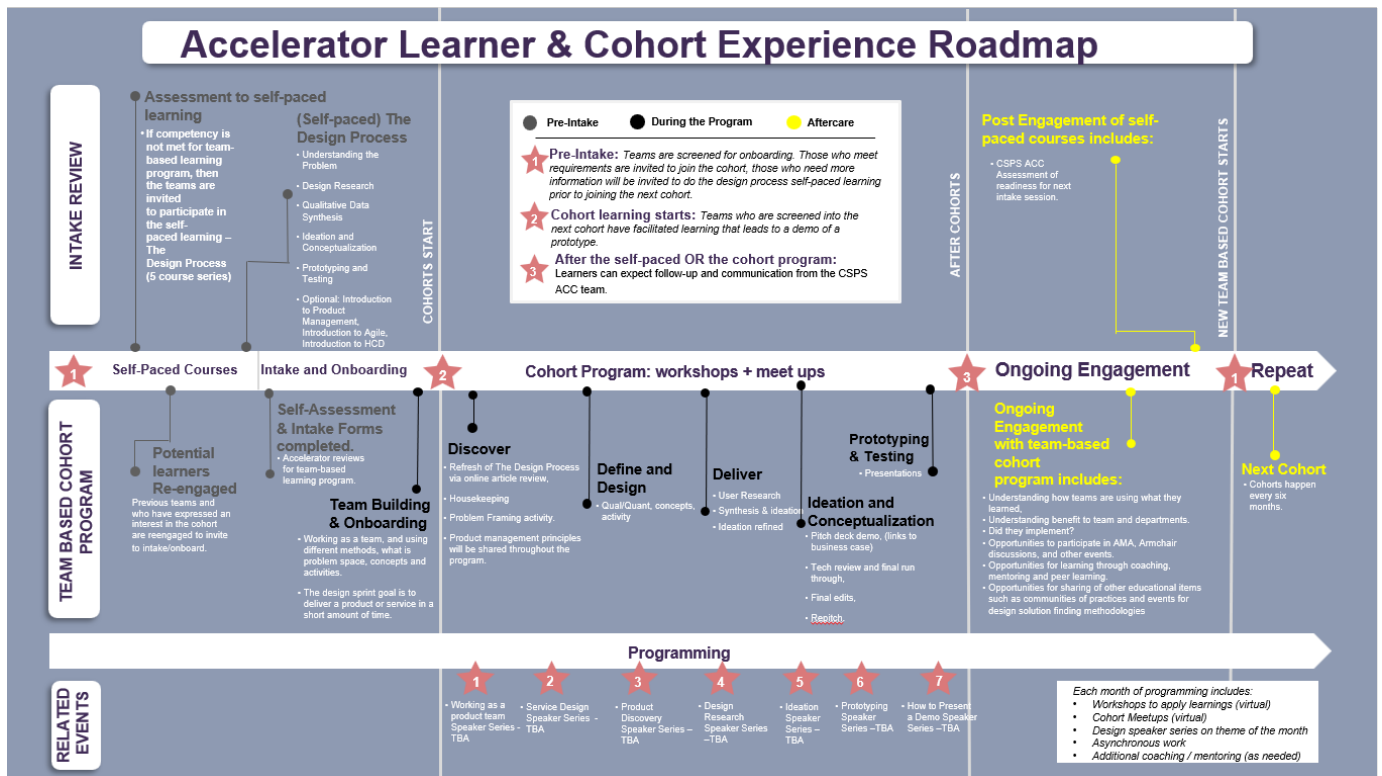 Accelerator Learner & Cohort Experience Roadmap
INTAKE REVIEW
Assessment to self-paced
learning
• If competency is
not met for team-
based learning
program, then
the teams are
invited
to participate in
the self-
paced learning –
The
Design Process
(5 course series)
(Self-paced) The
Design Process
• Understanding the
Problem
• Design Research
• Qualitative Data
Synthesis
• Ideation and
Conceptualization
• Prototyping and
Testing
• Optional: Introduction
to Product
Management,
Introduction to Agile,
Introduction to HCD
COHORTS START
Pre-Intake
During the Program
Aftercare
1
Pre-Intake: Teams are screened for onboarding. Those who meet
requirements are invited to join the cohort, those who need more
information will be invited to do the design process self-paced learning
prior to joining the next cohort.
2
Cohort learning starts: Teams who are screened into the
next cohort have facilitated learning that leads to a demo of a
prototype.
3
After the self-paced OR the cohort program:
Learners can expect follow-up and communication from the CSPS
ACC team.
AFTER COHORTS
Post Engagement of self-
paced courses includes:
• CSPS ACC
Assessment of
readiness for next
intake session.
NEW TEAM BASED COHORT STARTS
1
Self-Paced Courses
Intake and Onboarding
2
Cohort Program: workshops + meet ups
3
Ongoing Engagement
1
Repeat
TEAM BASED COHORT
PROGRAM
Potential
learners
Re-engaged
Previous teams and
who have expressed an
interest in the cohort
are reengaged to invite
to intake/onboard.
Self-Assessment
& Intake Forms
completed.
• Accelerator reviews
for team-based
learning program.
Team Building
& Onboarding
• Working as a team, and using
different methods, what is
problem space, concepts and
activities.
• The design sprint goal is to
deliver a product or service in a
short amount of time.
Discover
• Refresh of The Design Process
via online article review,
• Housekeeping
• Problem Framing activity.
• Product management principles
will be shared throughout the
program.
Define and
Design
• Qual/Quant, concepts,
activity
Deliver
• User Research
• Synthesis & ideation
• Ideation refined
Ideation and
Conceptualization
• Pitch deck demo, (links to
business case)
• Tech review and final run
through,
• Final edits,
• Repitch.
Prototyping
& Testing
• Presentations
Ongoing
Engagement
with team-based
cohort
program includes:
• Understanding how teams are using what they
learned,
• Understanding benefit to team and departments.
• Did they implement?
• Opportunities to participate in AMA, Armchair
discussions, and other events.
• Opportunities for learning through coaching,
mentoring and peer learning.
• Opportunities for sharing of other educational items
such as communities of practices and events for
design solution finding methodologies
Next Cohort
• Cohorts happen
every six
months.
Programming
RELATED
EVENTS
1
• Working as a
product team
Speaker Series -
TBA
2
• Service Design
Speaker Series -
TBA
3
• Product
Discovery
Speaker Series –
TBA
4
• Design
Research
Speaker Series
–TBA
5
• Ideation
Speaker
Series –
TBA
6
• Prototyping
Speaker
Series –TBA
7
• How to Present
a Demo Speaker
Series –TBA
Each month of programming includes:
• Workshops to apply learnings (virtual)
• Cohort Meetups (virtual)
• Design speaker series on theme of the month
• Asynchronous work
• Additional coaching / mentoring (as needed)